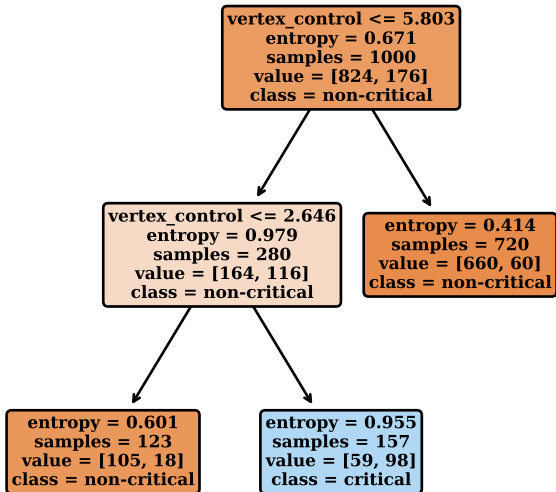 vertex_control <= 5.803
entropy = 0.671
samples = 1000
value = [824, 176]
class = non-critical
vertex_control <= 2.646
entropy = 0.979
samples = 280
value = [164, 116]
class = non-critical
entropy = 0.414
samples = 720
value = [660, 60]
class = non-critical
entropy = 0.601
samples = 123
value = [105, 18]
class = non-critical
entropy = 0.955
samples = 157
value = [59, 98]
class = critical